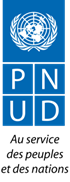 P N
U D
Au service
des peuples
et des nations